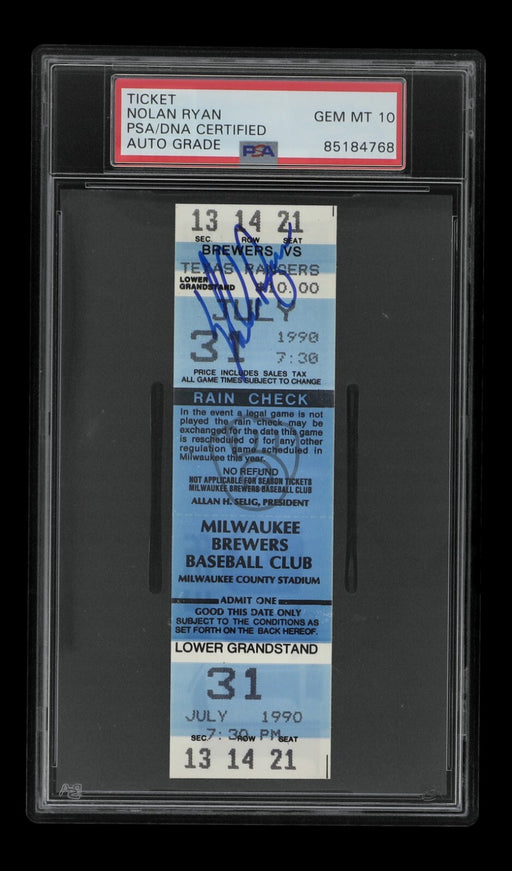 TICKET
NOLAN RYAN GEM MT 10
PSA/DNA CERTIFIED
AUTO GRADE PSA 85184768
13 14 21
SEC. ROW SEAT
BREWERS VS
TEXAS RANGERS
LOWER
GRANDSTAND $10.00
JULY
31 1990
7:30
PRICE INCLUDES SALES TAX
ALL GAME TIMES SUBJECT TO CHANGE
RAIN CHECK
In the event a legal game is not
played the rain check may be
exchanged for the date this game
is rescheduled or for any other
regulation game scheduled in
Milwaukee this year.
NO REFUND
NOT APPLICABLE FOR SEASON TICKETS
MILWAUKEE BREWERS BASEBALL CLUB
ALLAN H. SELIG, PRESIDENT
MILWAUKEE
BREWERS
BASEBALL CLUB
MILWAUKEE COUNTY STADIUM
ADMIT ONE
GOOD THIS DATE ONLY
SUBJECT TO THE CONDITIONS AS
SET FORTH ON THE BACK HEREOF.
LOWER GRANDSTAND
31
JULY 1990
7:30 PM
SEC ROW SEAT
13 14 21